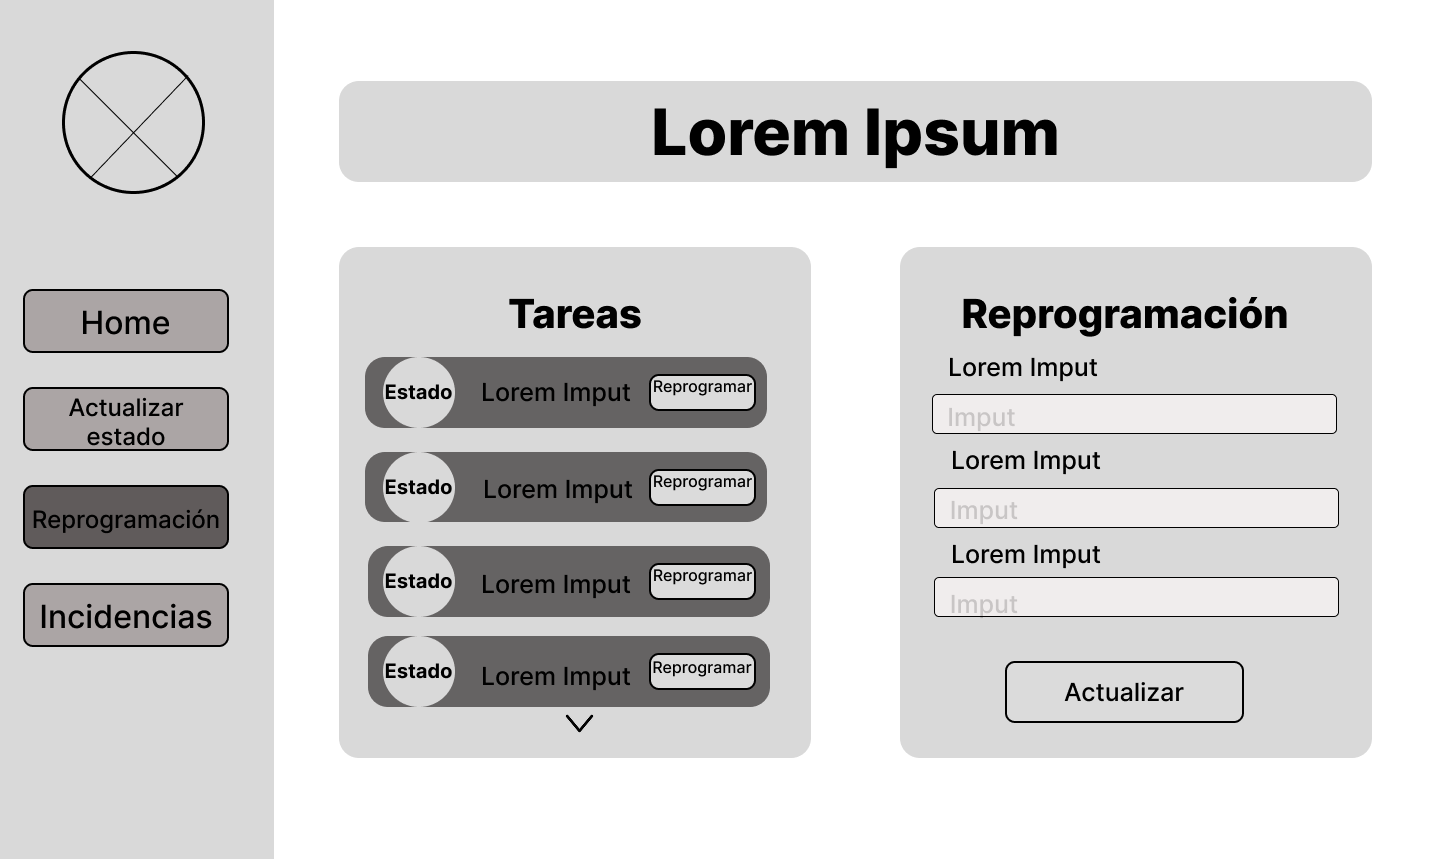 Home
Actualizar
estado
Reprogramación
Incidencias
Lorem Ipsum
Tareas
Estado Lorem Imput Reprogramar
Estado Lorem Imput Reprogramar
Estado Lorem Imput Reprogramar
Estado Lorem Imput Reprogramar
Reprogramación
Lorem Imput
Imput
Lorem Imput
Imput
Lorem Imput
Imput
Actualizar